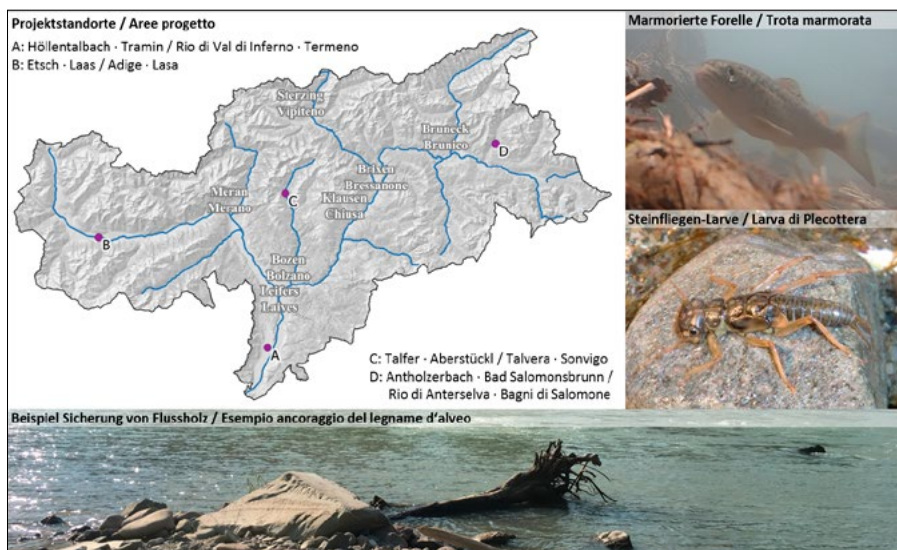 Projektstandorte / Aree progetto
A: Höllentalbach · Tramin / Rio di Val di Inferno · Termeno
B: Etsch · Laas / Adige · Lasa
Sterzing
Vipiteno
Bruneck
Brunico
D
Brixen
Bressanone
Meran
Merano
C
Klausen
Chiusa
B
Bozen
Bolzano
Leifers
Laives
A
C: Talfer · Aberstückl / Talvera · Sonvigo
D: Antholzerbach · Bad Salomonsbrunn /
Rio di Anterselva · Bagni di Salomone
Marmorierte Forelle / Trota marmorata
Steinfliegen-Larve / Larva di Plecottera
Beispiel Sicherung von Flussholz / Esempio ancoraggio del legname d'alveo